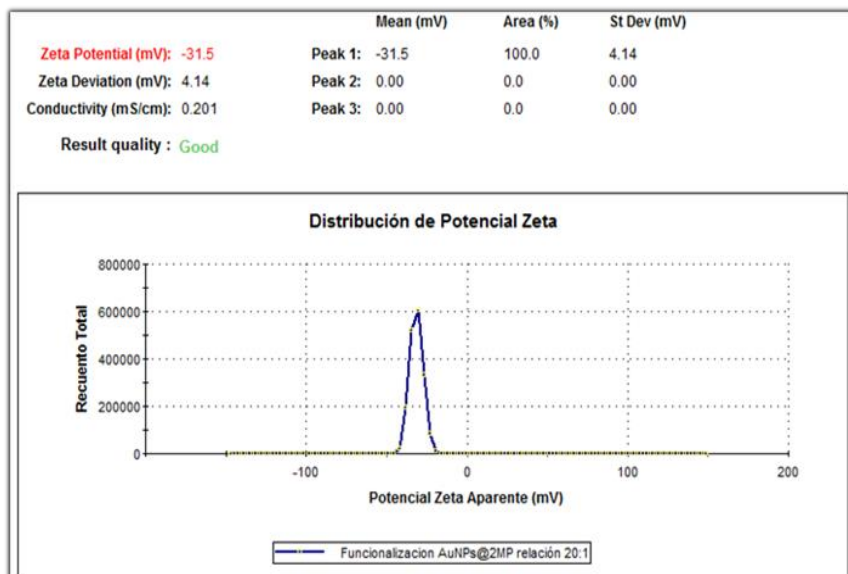 Mean (mV) Area (%) St Dev (mV)
Zeta Potential (mV): -31.5 Peak 1: -31.5 100.0 4.14
Zeta Deviation (mV): 4.14 Peak 2: 0.00 0.0 0.00
Conductivity (mS/cm): 0.201 Peak 3: 0.00 0.0 0.00
Result quality : Good
Distribución de Potencial Zeta
800000
600000
400000
200000
0
Recuento Total
-100 0 100 200
Potencial Zeta Aparente (mV)
Funcionalizacion AuNPs@2MP relación 20:1